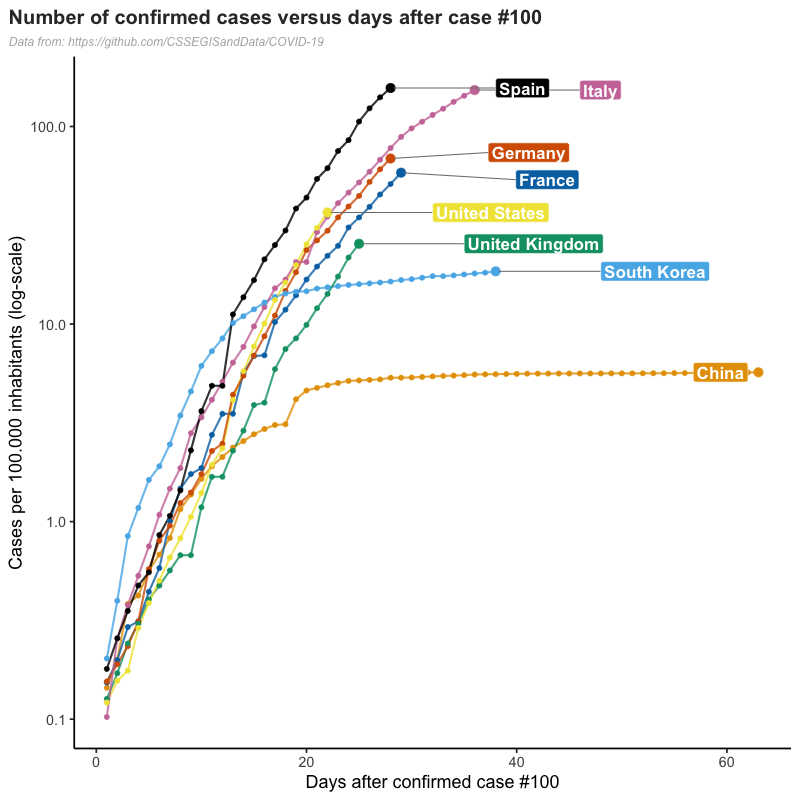 Number of confirmed cases versus days after case #100
Data from: https://github.com/CSSEGISandData/COVID-19
Spain
Italy
100.0
Germany
France
United States
United Kingdom
South Korea
10.0
China
1.0
0.1
Cases per 100.000 inhabitants (log-scale)
0 20 40 60
Days after confirmed case #100